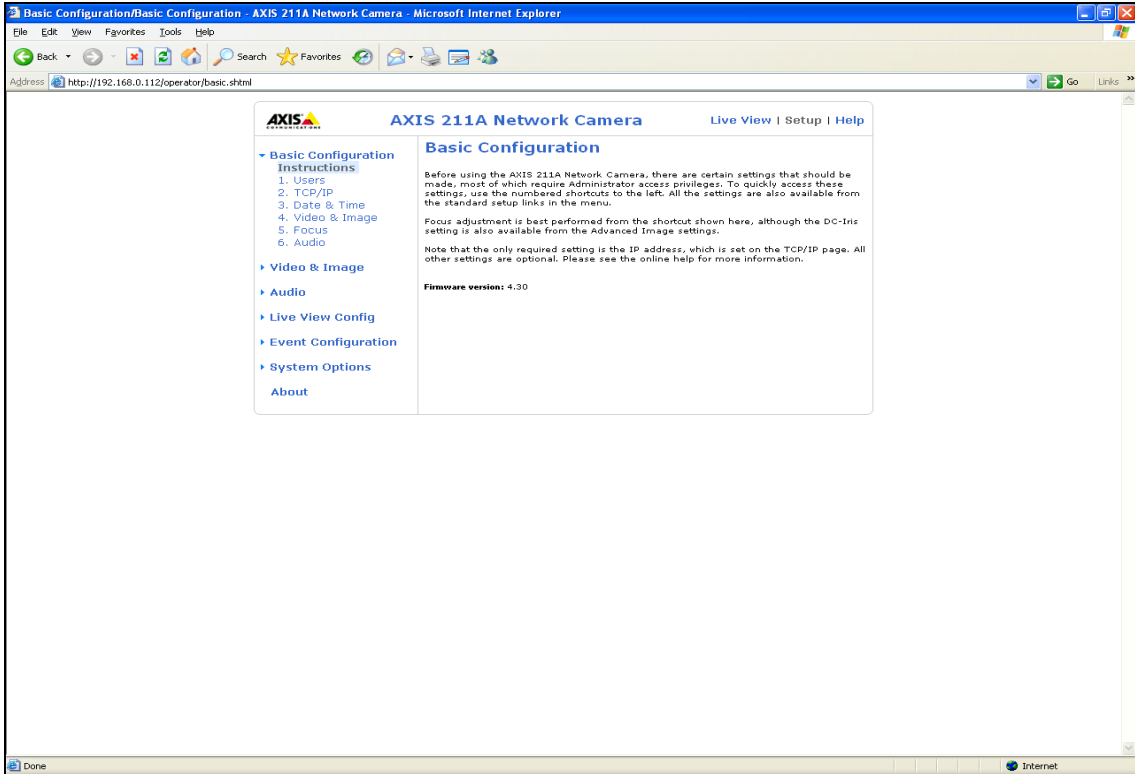 Basic Configuration/Basic Configuration - AXIS 211A Network Camera - Microsoft Internet Explorer
File Edit View Favorites Tools Help
Back Search Favorites
Address http://192.168.0.112/operator/basic.shtml Go Links »
AXIS COMMUNICATIONS
AXIS 211A Network Camera
Live View | Setup | Help
Basic Configuration
Instructions
1. Users
2. TCP/IP
3. Date & Time
4. Video & Image
5. Focus
6. Audio
Video & Image
Audio
Live View Config
Event Configuration
System Options
About
Basic Configuration
Before using the AXIS 211A Network Camera, there are certain settings that should be
made, most of which require Administrator access privileges. To quickly access these
settings, use the numbered shortcuts to the left. All the settings are also available from
the standard setup links in the menu.
Focus adjustment is best performed from the shortcut shown here, although the DC-Iris
setting is also available from the Advanced Image settings.
Note that the only required setting is the IP address, which is set on the TCP/IP page. All
other settings are optional. Please see the online help for more information.
Firmware version: 4.30
Done
Internet